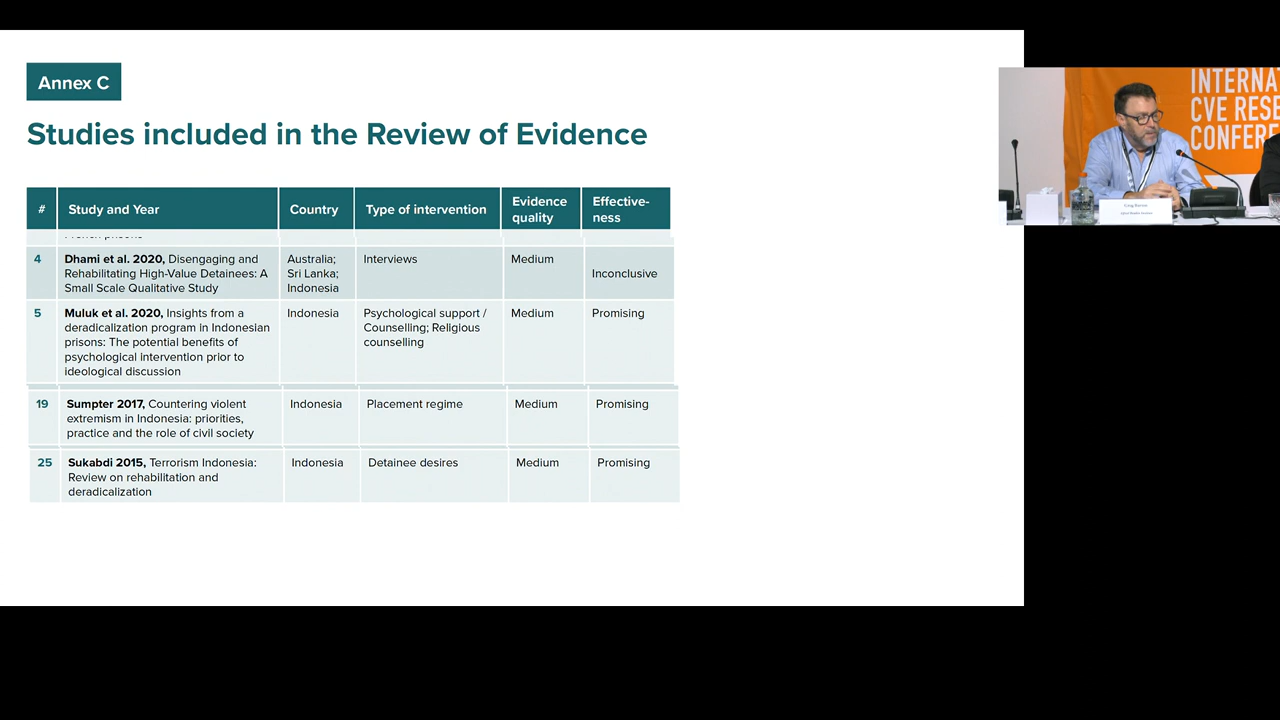 Annex C
Studies included in the Review of Evidence
# Study and Year Country Type of intervention Evidence quality Effective-ness
4 Dhami et al. 2020, Disengaging and Australia; Interviews Medium
Rehabilitating High-Value Detainees: A Sri Lanka; Inconclusive
Small Scale Qualitative Study Indonesia
5 Muluk et al. 2020, Insights from a Indonesia Psychological support / Medium Promising
deradicalization program in Indonesian Counselling; Religious
prisons: The potential benefits of counselling
psychological intervention prior to
ideological discussion
19 Sumpter 2017, Countering violent Indonesia Placement regime Medium Promising
extremism in Indonesia: priorities,
practice and the role of civil society
25 Sukabdi 2015, Terrorism Indonesia: Indonesia Detainee desires Medium Promising
Review on rehabilitation and
deradicalization
INTERNA
CVE RESE
CONFER